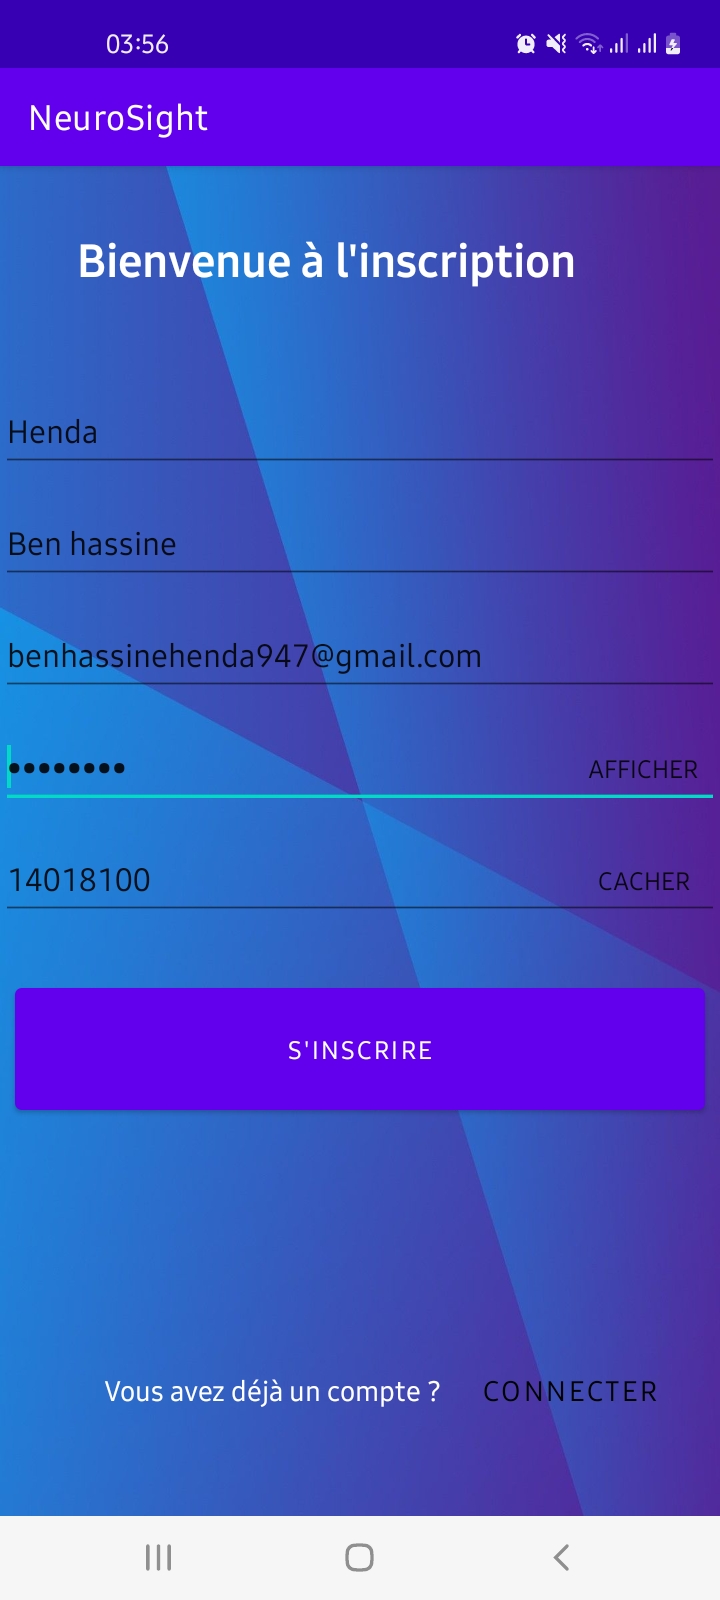 03:56
NeuroSight
Bienvenue à l'inscription
Henda
Ben hassine
benhassinehenda947@gmail.com
•••••••• AFFICHER
14018100 CACHER
S'INSCRIRE
Vous avez déjà un compte ? CONNECTER